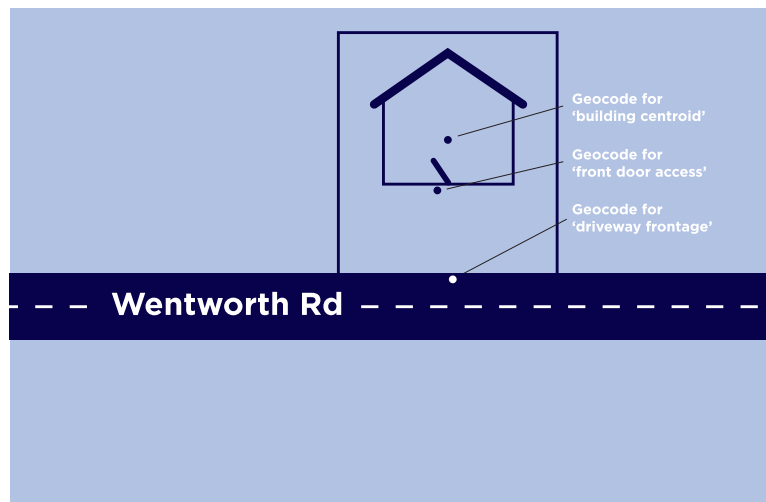 Geocode for
‘building centroid’
Geocode for
‘front door access’
Geocode for
‘driveway frontage’
Wentworth Rd